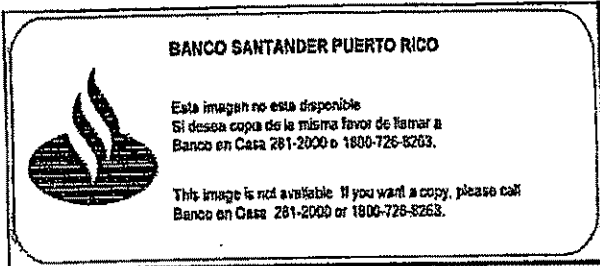 BANCO SANTANDER PUERTO RICO
Esta imagen no esta disponible
Si desea copia de la misma favor de llamar a
Banco en Casa 281-2000 o 1800-726-8263.
This image is not available If you want a copy, please call
Banco en Casa 281-2000 or 1800-726-8263.